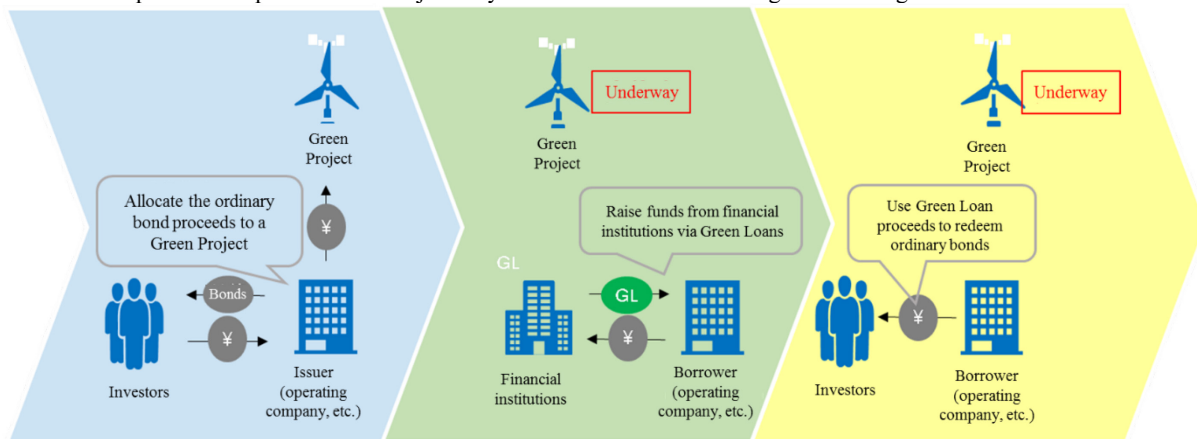 Green
Project
Allocate the ordinary
bond proceeds to a
Green Project
¥
Bonds
¥
Investors
Issuer
(operating
company, etc.)
Underway
Green
Project
Raise funds from financial
institutions via Green Loans
GL
GL
¥
Financial
institutions
Borrower
(operating
company, etc.)
Underway
Green
Project
Use Green Loan
proceeds to redeem
ordinary bonds
¥
Investors
Borrower
(operating
company, etc.)